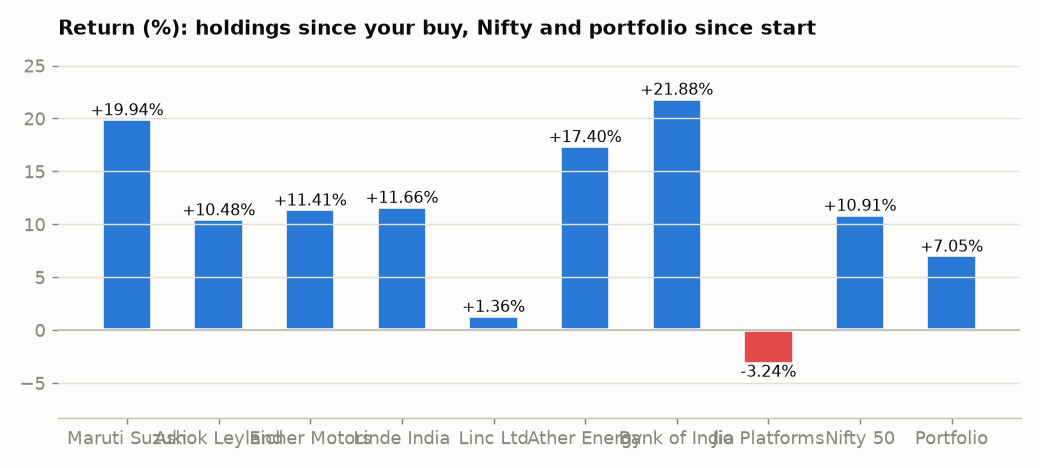 Return (%): holdings since your buy, Nifty and portfolio since start
25
20
15
10
5
0
−5
+19.94%
+10.48%
+11.41%
+11.66%
+1.36%
+17.40%
+21.88%
-3.24%
+10.91%
+7.05%
Maruti Suzuki
Ashok Leyland
Eicher Motors
Linde India
Linc Ltd
Ather Energy
Bank of India
Jio Platforms
Nifty 50
Portfolio